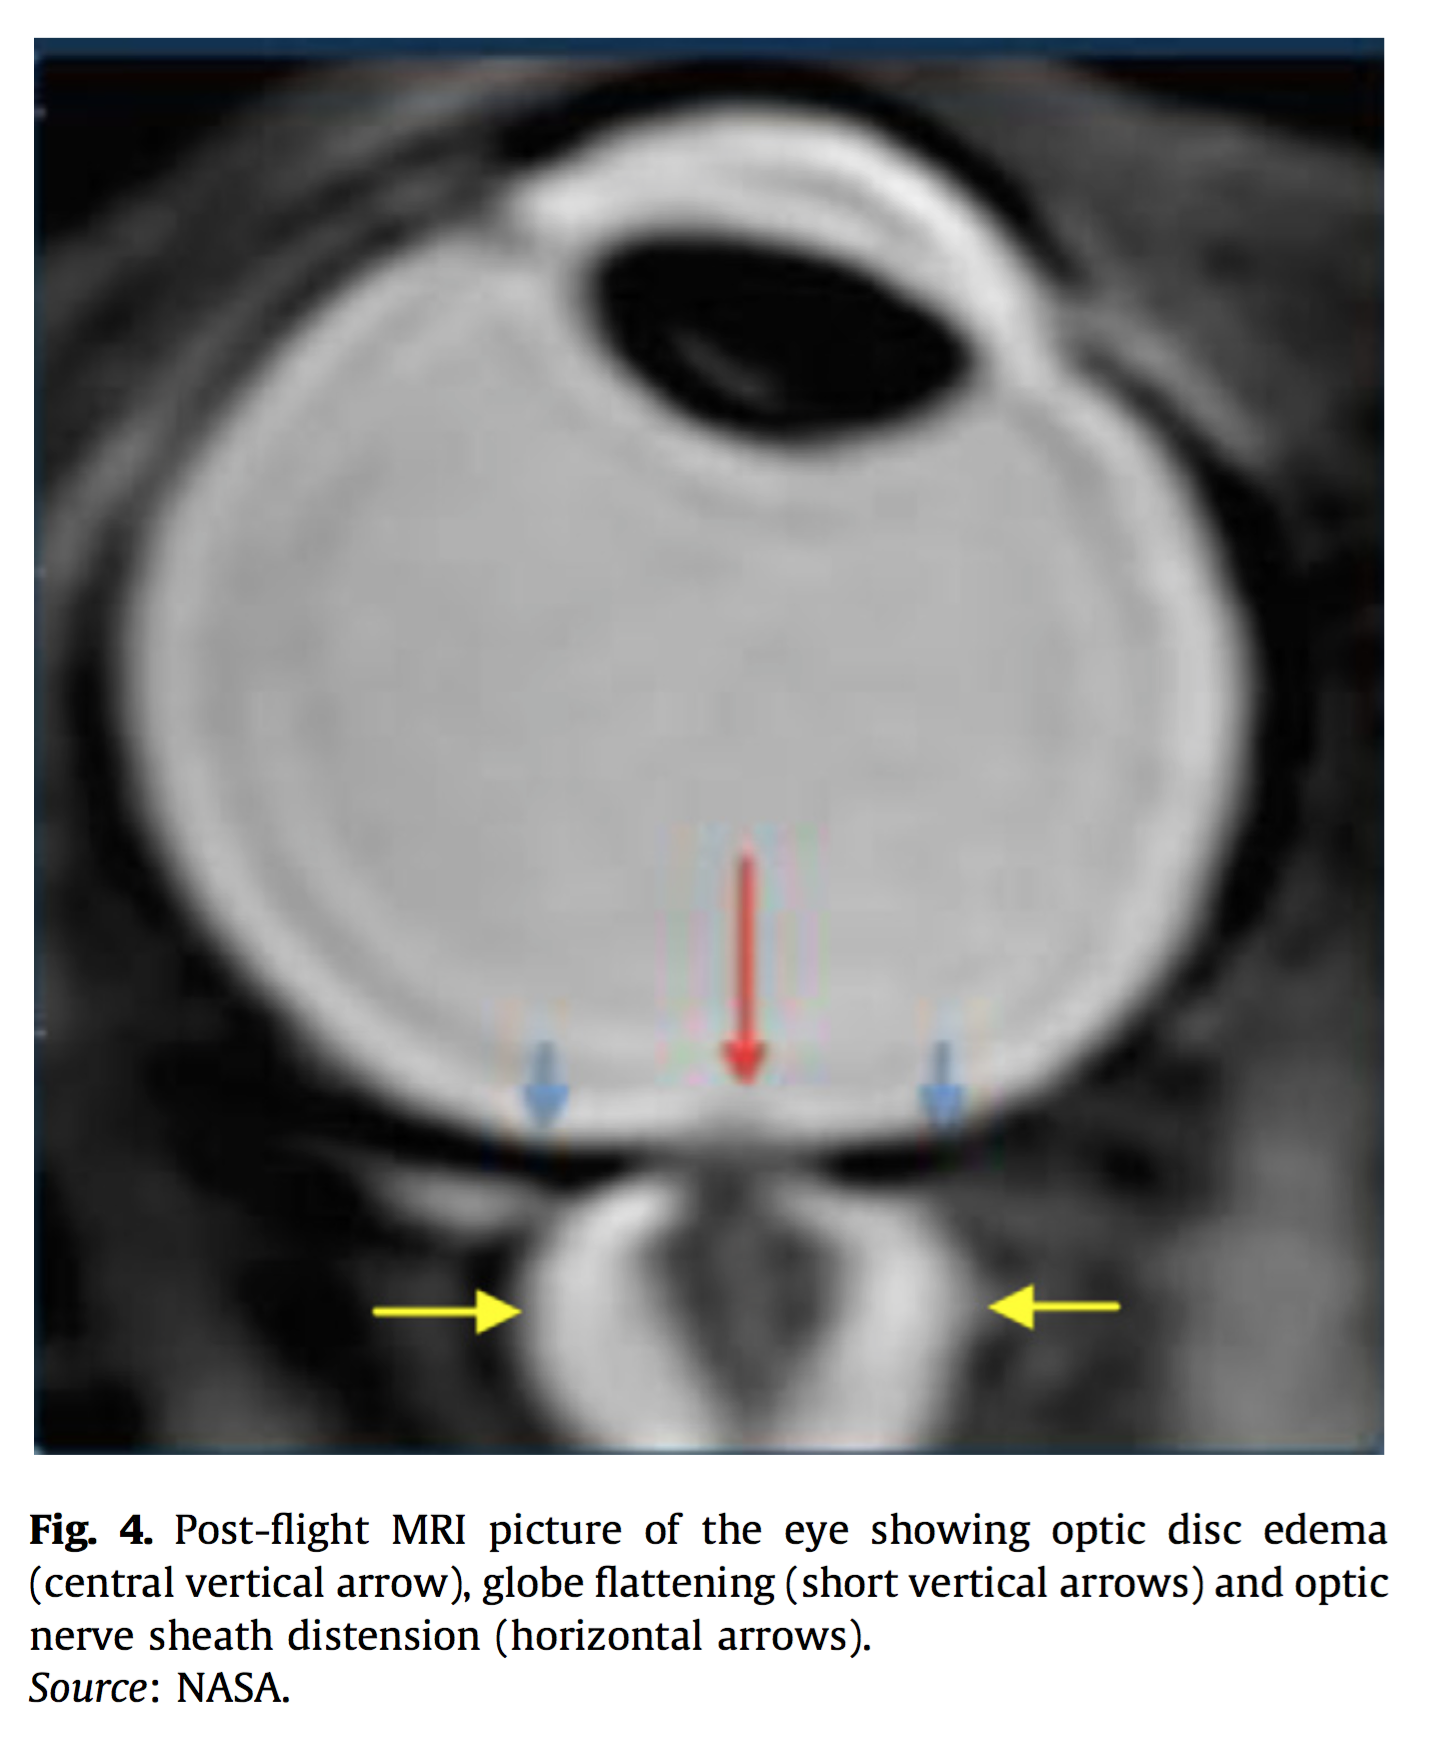 Fig. 4. Post-flight MRI picture of the eye showing optic disc edema
(central vertical arrow), globe flattening (short vertical arrows) and optic
nerve sheath distension (horizontal arrows).
Source: NASA.